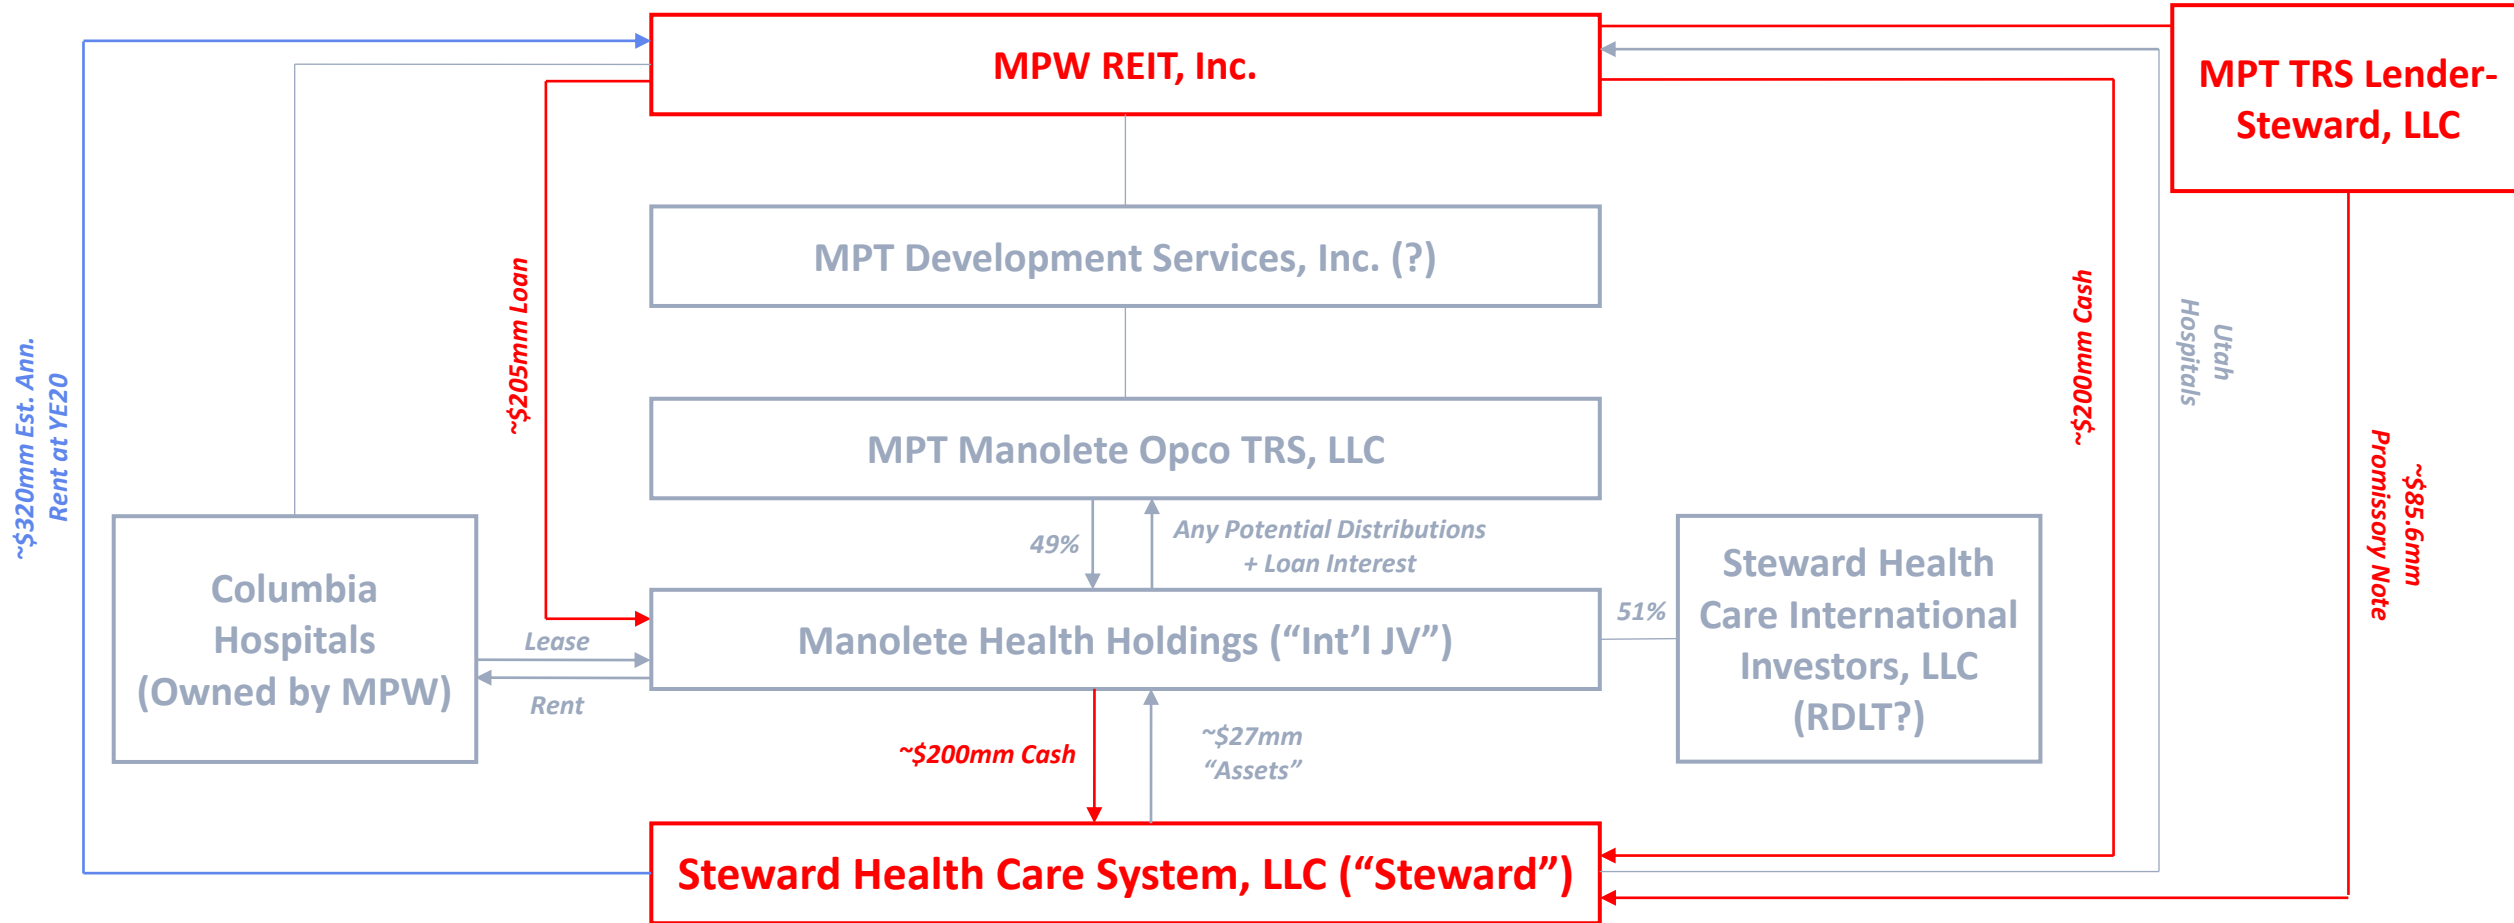 MPW REIT, Inc.
MPT TRS Lender-
Steward, LLC
MPT Development Services, Inc. (?)
~$205mm Loan
~$200mm Cash
Utah
Hospitals
~$320mm Est. Ann.
Rent at YE20
MPT Manolete Opco TRS, LLC
~$85.6mm
Promissory Note
49%
Any Potential Distributions
+ Loan Interest
Columbia
Hospitals
(Owned by MPW)
Lease
Rent
Manolete Health Holdings (“Int’l JV”)
51%
Steward Health
Care International
Investors, LLC
(RDLT?)
~$200mm Cash
~$27mm
“Assets”
Steward Health Care System, LLC (“Steward”)